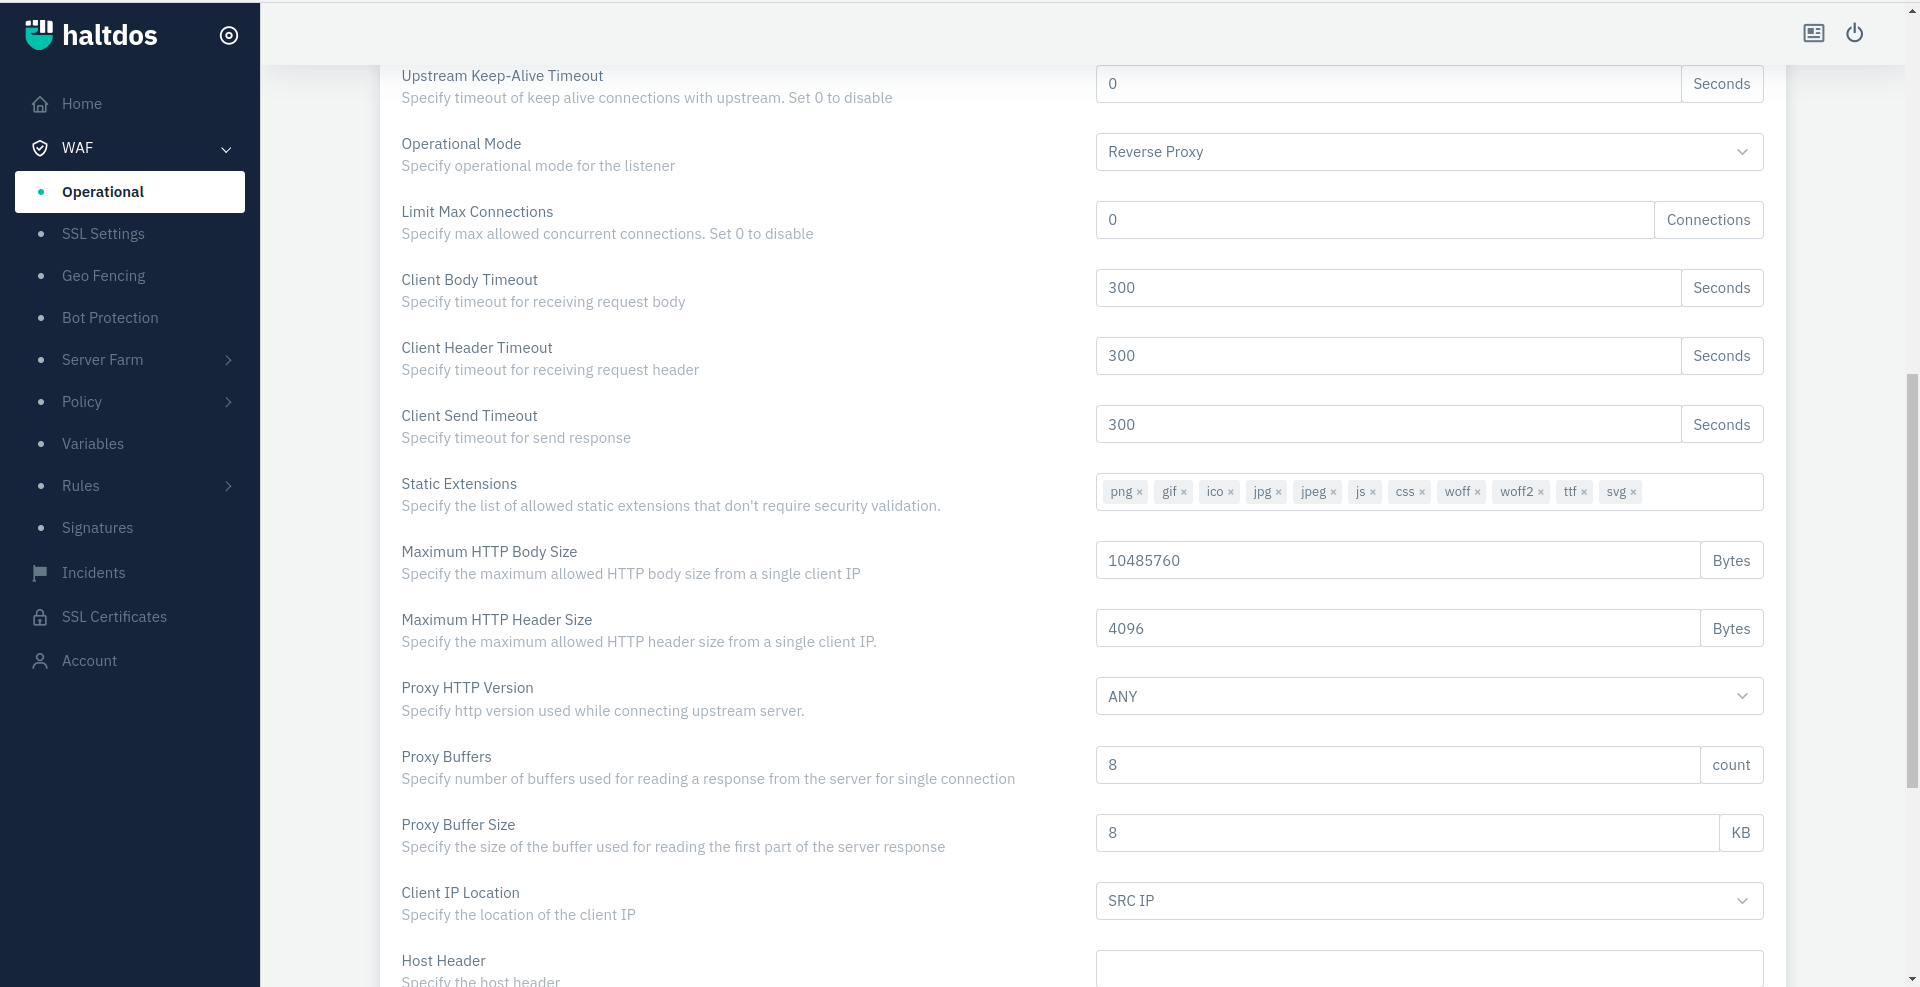 haltdos
Home
WAF
Operational
SSL Settings
Geo Fencing
Bot Protection
Server Farm
Policy
Variables
Rules
Signatures
Incidents
SSL Certificates
Account
Upstream Keep-Alive Timeout
Specify timeout of keep alive connections with upstream. Set 0 to disable
0 Seconds
Operational Mode
Specify operational mode for the listener
Reverse Proxy
Limit Max Connections
Specify max allowed concurrent connections. Set 0 to disable
0 Connections
Client Body Timeout
Specify timeout for receiving request body
300 Seconds
Client Header Timeout
Specify timeout for receiving request header
300 Seconds
Client Send Timeout
Specify timeout for send response
300 Seconds
Static Extensions
Specify the list of allowed static extensions that don't require security validation.
png × gif × ico × jpg × jpeg × js × css × woff × woff2 × ttf × svg ×
Maximum HTTP Body Size
Specify the maximum allowed HTTP body size from a single client IP
10485760 Bytes
Maximum HTTP Header Size
Specify the maximum allowed HTTP header size from a single client IP.
4096 Bytes
Proxy HTTP Version
Specify http version used while connecting upstream server.
ANY
Proxy Buffers
Specify number of buffers used for reading a response from the server for single connection
8 count
Proxy Buffer Size
Specify the size of the buffer used for reading the first part of the server response
8 KB
Client IP Location
Specify the location of the client IP
SRC IP
Host Header
Specify the host header